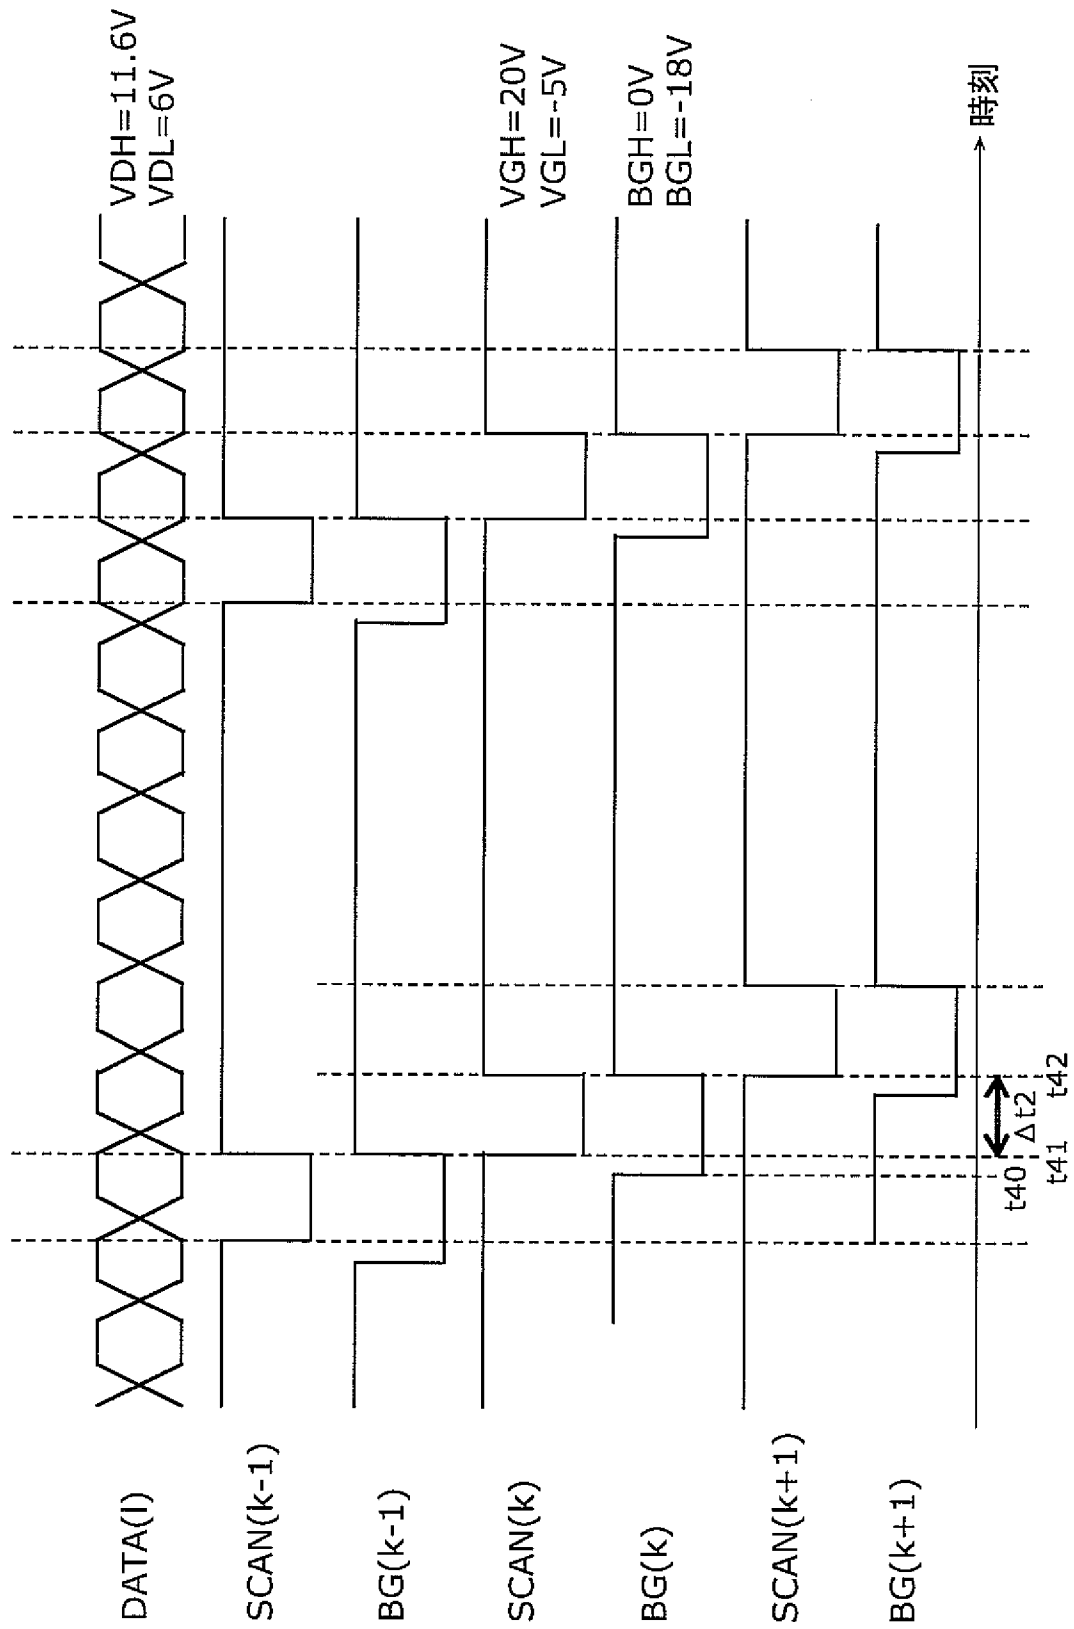 DATA(l)
VDH=11.6V
VDL=6V
SCAN(k-1)
BG(k-1)
SCAN(k)
VGH=20V
VGL=-5V
BG(k)
BGH=0V
BGL=-18V
SCAN(k+1)
BG(k+1)
時刻
t40
Δt2
t41
t42